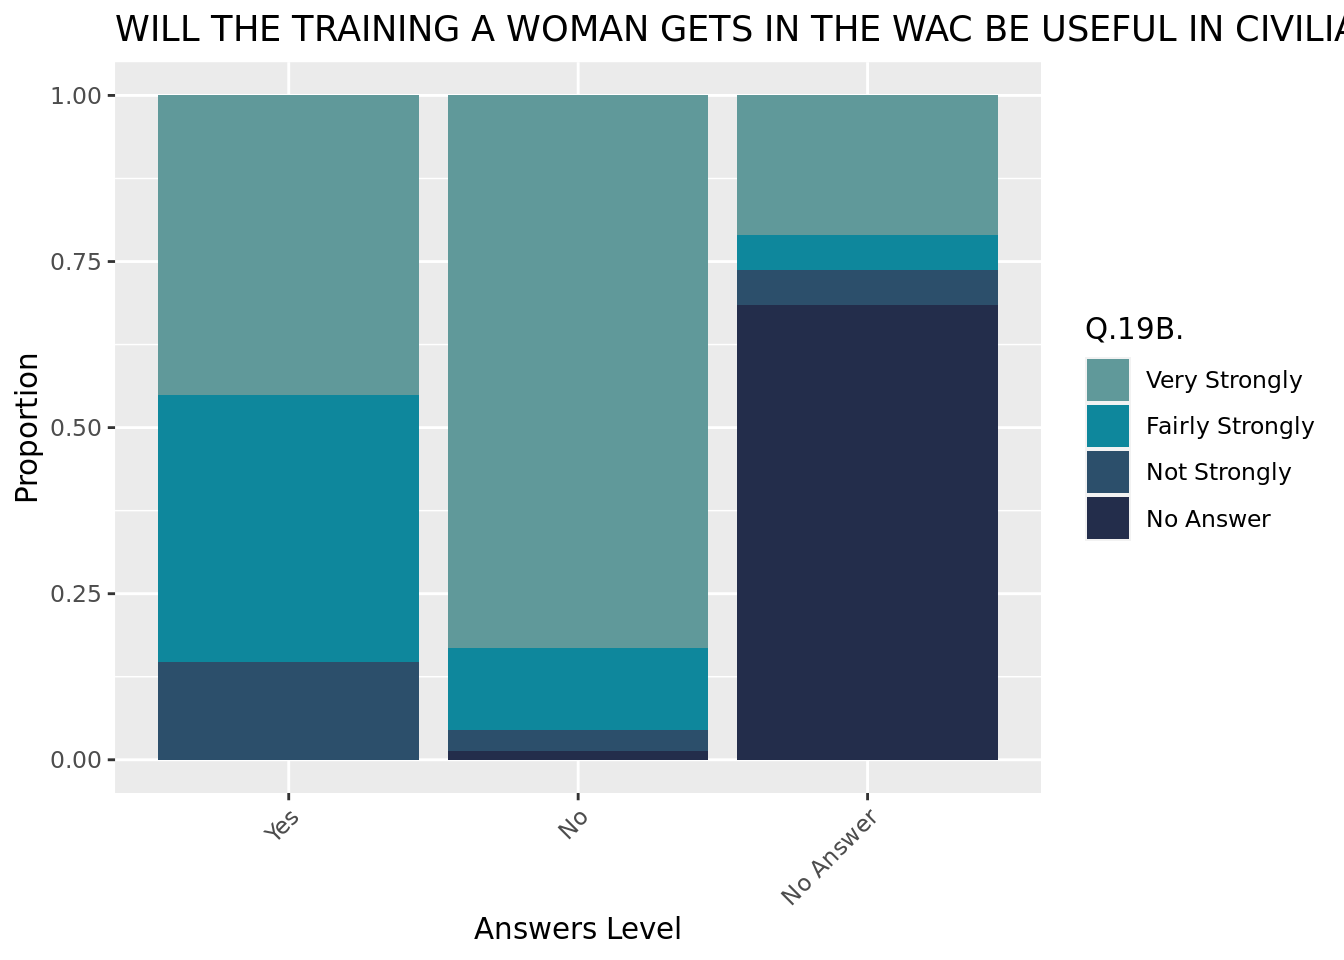 WILL THE TRAINING A WOMAN GETS IN THE WAC BE USEFUL IN CIVILIA
1.00
0.75
0.50
0.25
0.00
Proportion
Yes
No
No Answer
Answers Level
Q.19B.
Very Strongly
Fairly Strongly
Not Strongly
No Answer